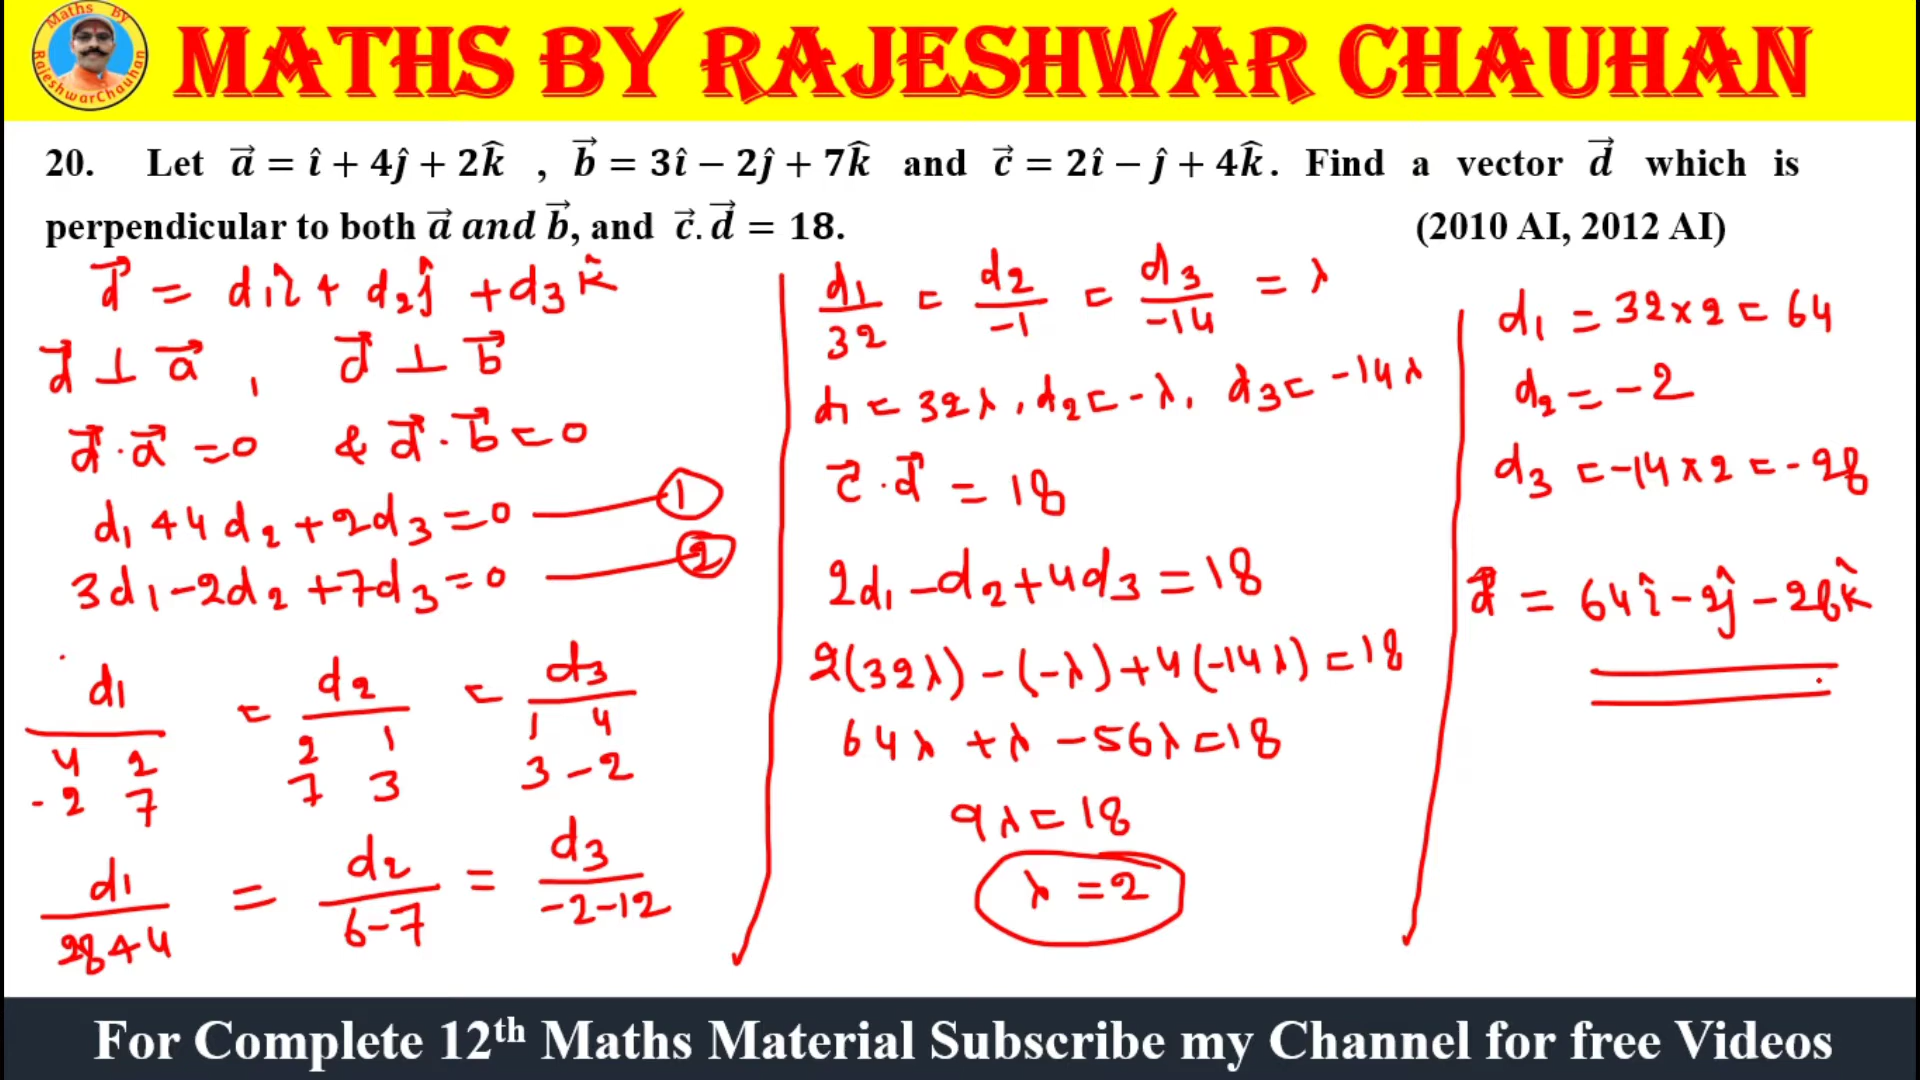 Maths By
RajeshwarChauhan
MATHS BY RAJESHWAR CHAUHAN
20. Let a⃗ = î + 4ĵ + 2k̂ , b⃗ = 3î − 2ĵ + 7k̂ and c⃗ = 2î − ĵ + 4k̂. Find a vector d⃗ which is
perpendicular to both a⃗ and b⃗, and c⃗.d⃗ = 18. (2010 AI, 2012 AI)
d⃗ = d₁î + d₂ĵ + d₃k̂
d⃗ ⊥ a⃗ , d⃗ ⊥ b⃗
d⃗·a⃗ = 0 & d⃗·b⃗ = 0
d₁+4d₂+2d₃=0 — 1
3d₁−2d₂+7d₃=0 — 2
d₁ = d₂ = d₃
4 2 2 1 1 4
-2 7 7 3 3 -2
d₁/28+4 = d₂/6−7 = d₃/−2−12
d₁/32 = d₂/−1 = d₃/−14 = λ
d₁ = 32λ, d₂ = −λ, d₃ = −14λ
c⃗·d⃗ = 18
2d₁−d₂+4d₃=18
2(32λ)−(−λ)+4(−14λ)=18
64λ+λ−56λ=18
9λ=18
λ=2
d₁ = 32×2 = 64
d₂ = −2
d₃ = −14×2 = −28
d⃗ = 64î−2ĵ−28k̂
For Complete 12th Maths Material Subscribe my Channel for free Videos